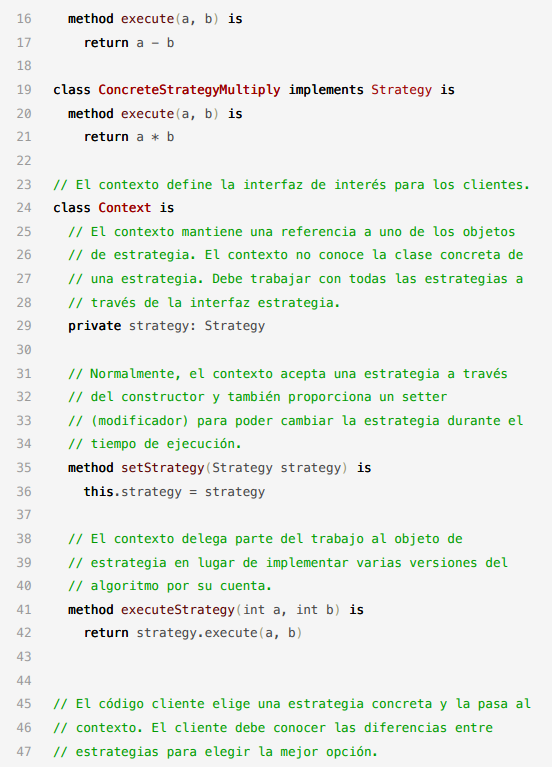 16 method execute(a, b) is
17 return a - b
18
19 class ConcreteStrategyMultiply implements Strategy is
20 method execute(a, b) is
21 return a * b
22
23 // El contexto define la interfaz de interés para los clientes.
24 class Context is
25 // El contexto mantiene una referencia a uno de los objetos
26 // de estrategia. El contexto no conoce la clase concreta de
27 // una estrategia. Debe trabajar con todas las estrategias a
28 // través de la interfaz estrategia.
29 private strategy: Strategy
30
31 // Normalmente, el contexto acepta una estrategia a través
32 // del constructor y también proporciona un setter
33 // (modificador) para poder cambiar la estrategia durante el
34 // tiempo de ejecución.
35 method setStrategy(Strategy strategy) is
36 this.strategy = strategy
37
38 // El contexto delega parte del trabajo al objeto de
39 // estrategia en lugar de implementar varias versiones del
40 // algoritmo por su cuenta.
41 method executeStrategy(int a, int b) is
42 return strategy.execute(a, b)
43
44
45 // El código cliente elige una estrategia concreta y la pasa al
46 // contexto. El cliente debe conocer las diferencias entre
47 // estrategias para elegir la mejor opción.